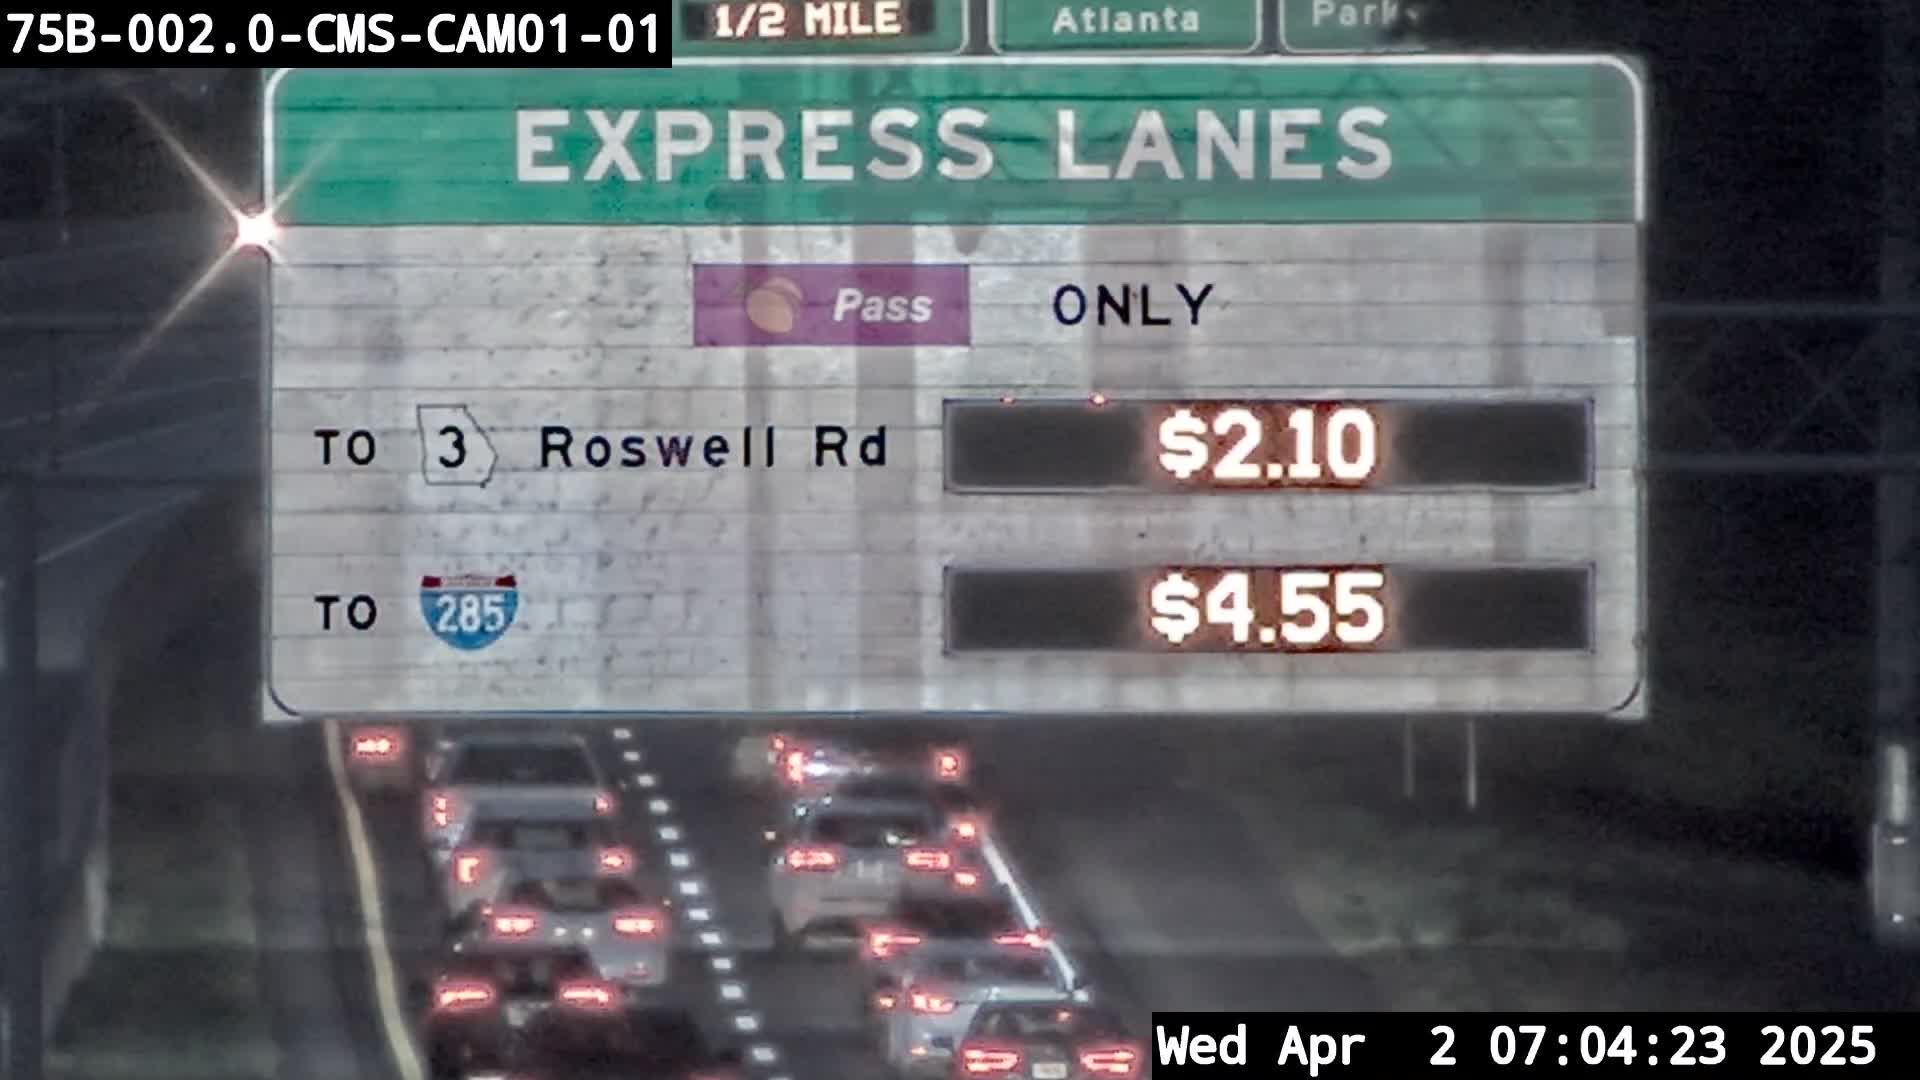 75B-002.0-CMS-CAM01-01
1/2 MILE
Atlanta
Park
EXPRESS LANES
Pass ONLY
TO 3 Roswell Rd $2.10
TO 285 $4.55
Wed Apr 2 07:04:23 2025